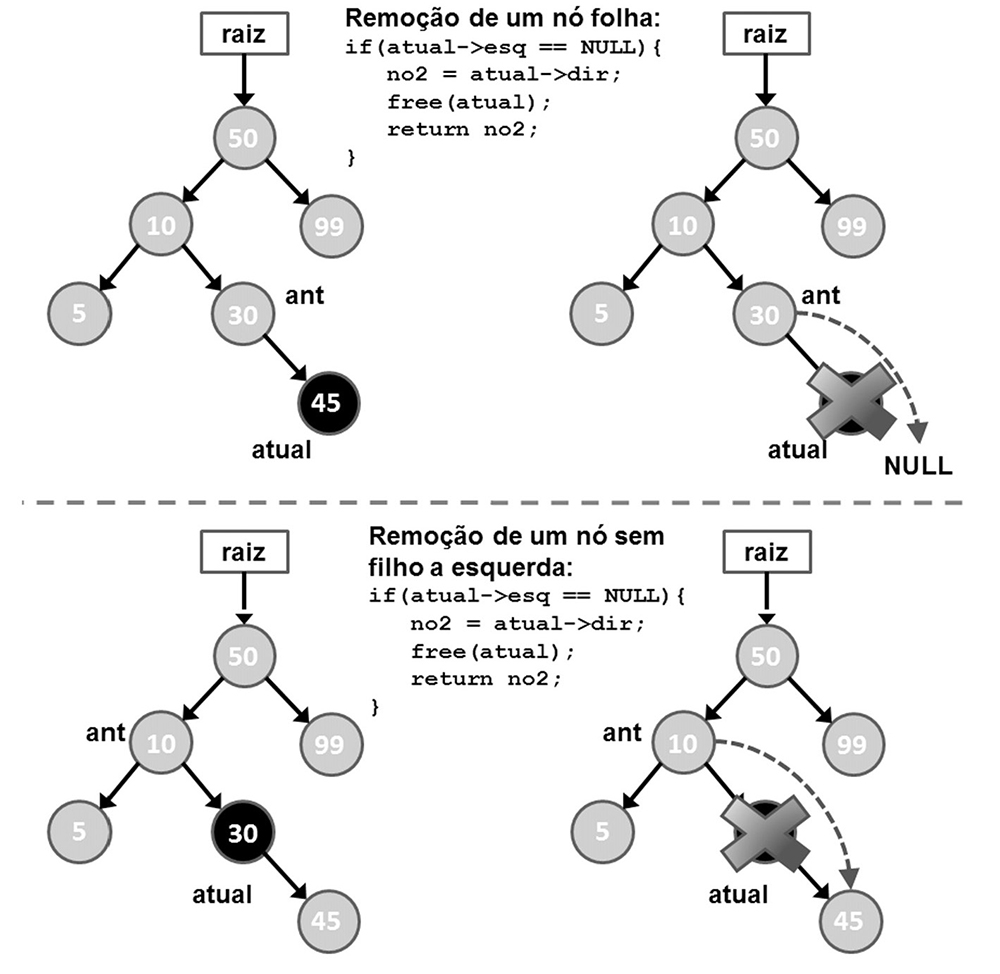 raiz
Remoção de um nó folha:
if(atual->esq == NULL){
no2 = atual->dir;
free(atual);
return no2;
}
50
10
99
5
30
ant
45
atual
raiz
50
10
99
5
30
ant
atual
NULL
raiz
Remoção de um nó sem
filho a esquerda:
if(atual->esq == NULL){
no2 = atual->dir;
free(atual);
return no2;
}
50
ant
10
99
5
30
atual
45
raiz
50
ant
10
99
5
atual
45